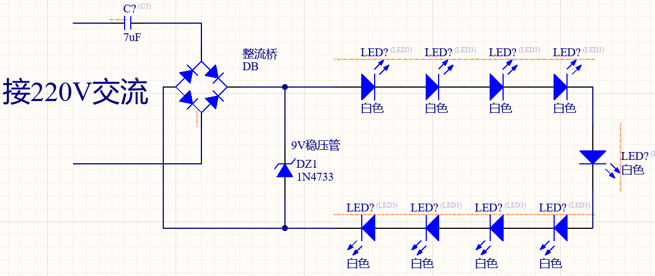 C? (C3)
7uF
接220V交流
整流桥
DB
LED? (LED3) LED? (LED3) LED? (LED3) LED? (LED3)
白色 白色 白色 白色
9V稳压管
DZ1
1N4733
LED?
白色
LED? (LED3) LED? (LED3) LED? (LED3) LED? (LED3)
白色 白色 白色 白色